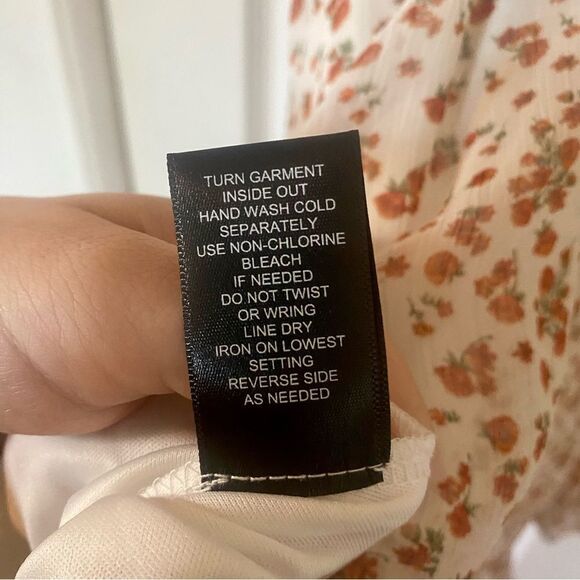 TURN GARMENT
INSIDE OUT
HAND WASH COLD
SEPARATELY
USE NON-CHLORINE
BLEACH
IF NEEDED
DO NOT TWIST
OR WRING
LINE DRY
IRON ON LOWEST
SETTING
REVERSE SIDE
AS NEEDED